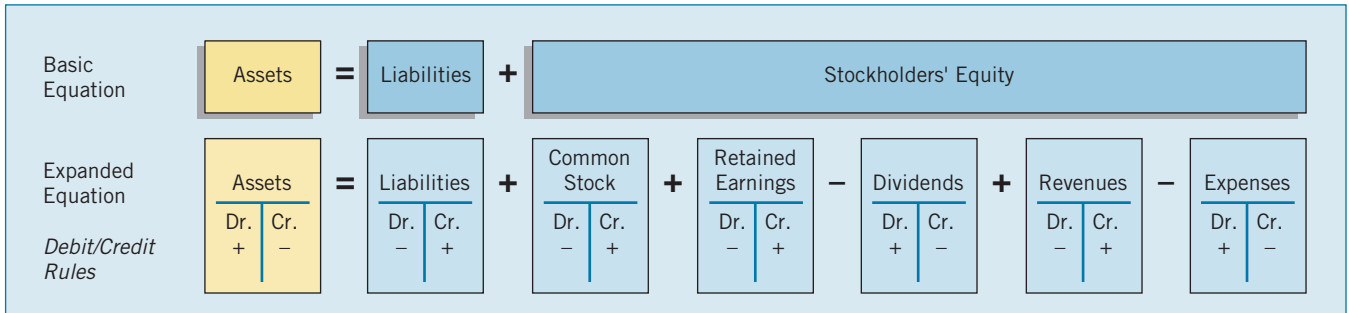 Basic
Equation
Assets = Liabilities + Stockholders' Equity
Expanded
Equation
Debit/Credit
Rules
Assets
Dr. Cr.
+ −
=
Liabilities
Dr. Cr.
− +
+
Common
Stock
Dr. Cr.
− +
+
Retained
Earnings
Dr. Cr.
− +
−
Dividends
Dr. Cr.
+ −
+
Revenues
Dr. Cr.
− +
−
Expenses
Dr. Cr.
+ −